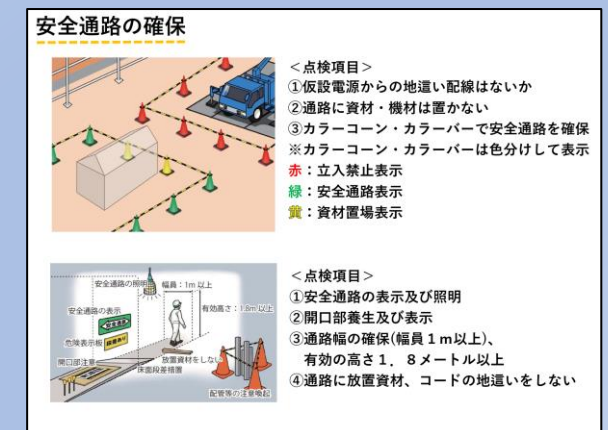 安全通路の確保
<点検項目>
①仮設電源からの地這い配線はないか
②通路に資材・機材は置かない
③カラーコーン・カラーバーで安全通路を確保
※カラーコーン・カラーバーは色分けして表示
赤：立入禁止表示
緑：安全通路表示
黄：資材置場表示
安全通路の照明
幅員：1m 以上
有効高さ：1.8m 以上
安全通路の表示
安全通路
危険表示板
開口部注意
放置資材をしない
床面段差措置
配管等の注意喚起
<点検項目>
①安全通路の表示及び照明
②開口部養生及び表示
③通路幅の確保(幅員１ｍ以上)、
有効の高さ１．８メートル以上
④通路に放置資材、コードの地這いをしない